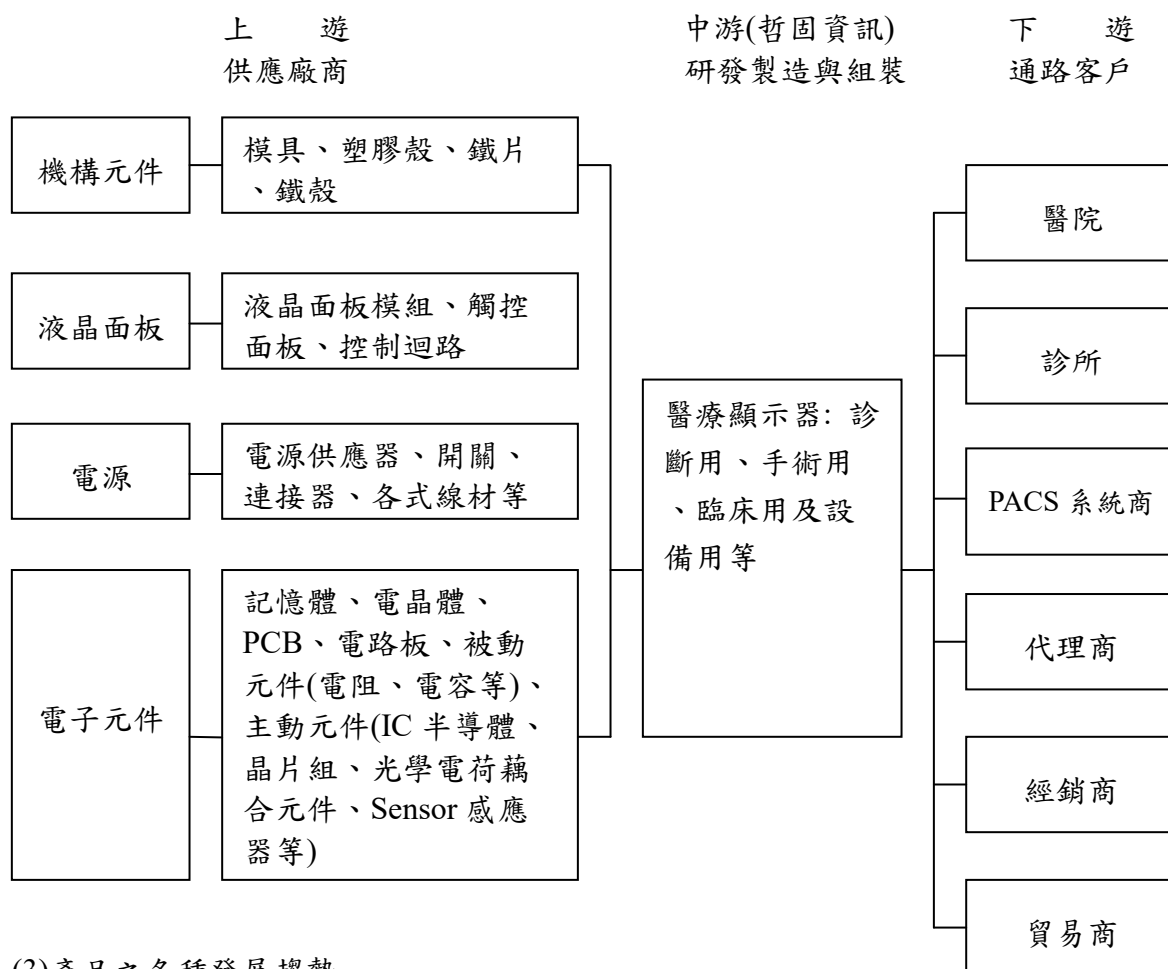 上 遊
供應廠商
中游(哲固資訊)
研發製造與組裝
下 遊
通路客戶
機構元件
模具、塑膠殼、鐵片
、鐵殼
液晶面板
液晶面板模組、觸控
面板、控制迴路
電源
電源供應器、開關、
連接器、各式線材等
電子元件
記憶體、電晶體、
PCB、電路板、被動
元件(電阻、電容等)、
主動元件(IC 半導體、
晶片組、光學電荷藕
合元件、Sensor 感應
器等)
醫療顯示器: 診
斷用、手術用
、臨床用及設
備用等
醫院
診所
PACS 系統商
代理商
經銷商
貿易商